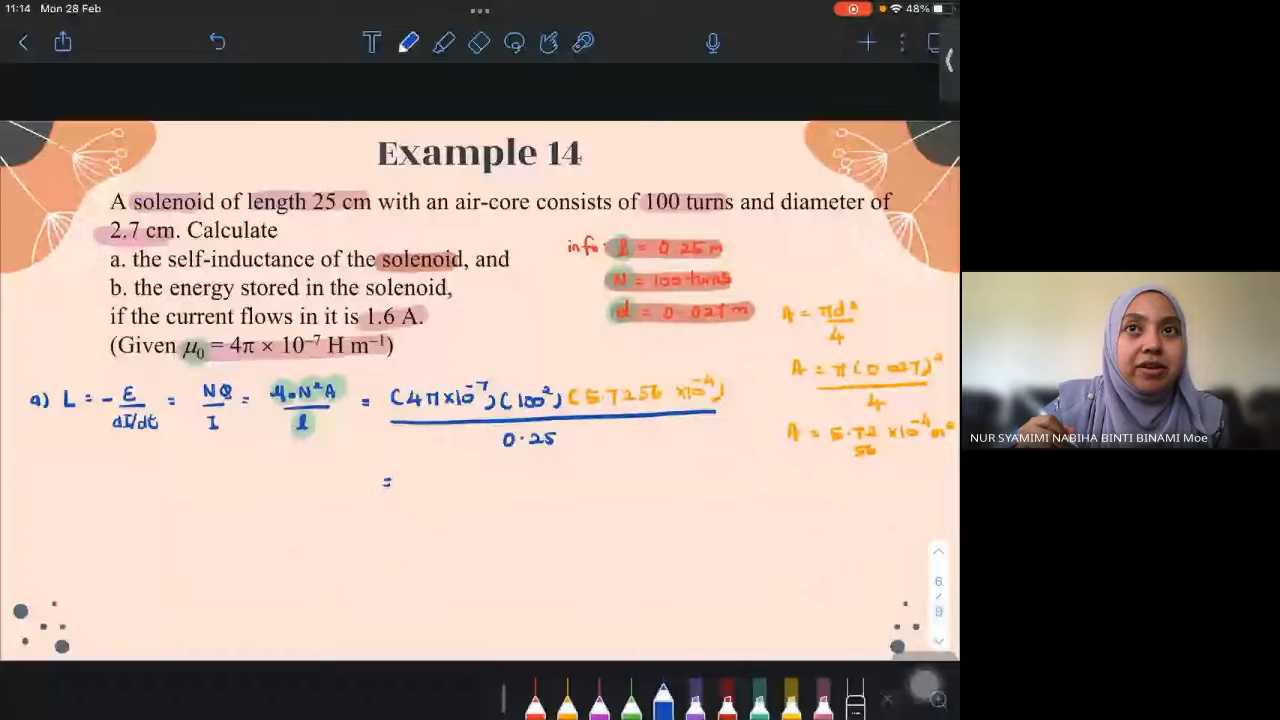 11:14 Mon 28 Feb
48%
Example 14
A solenoid of length 25 cm with an air-core consists of 100 turns and diameter of
2.7 cm. Calculate
a. the self-inductance of the solenoid, and
b. the energy stored in the solenoid,
if the current flows in it is 1.6 A.
(Given μ₀ = 4π × 10⁻⁷ H m⁻¹)
info: l = 0.25 m
N = 100 turns
d = 0.027 m
A = πd²/4
A = π(0.027)²/4
A = 5.7256 × 10⁻⁴ m²
a) L = - ε/(dI/dt) = NΦ/I = μ₀N²A/l = (4π×10⁻⁷)(100²)(5.7256 ×10⁻⁴)/0.25
=
6/9
NUR SYAMIMI NABIHA BINTI BINAMI Moe